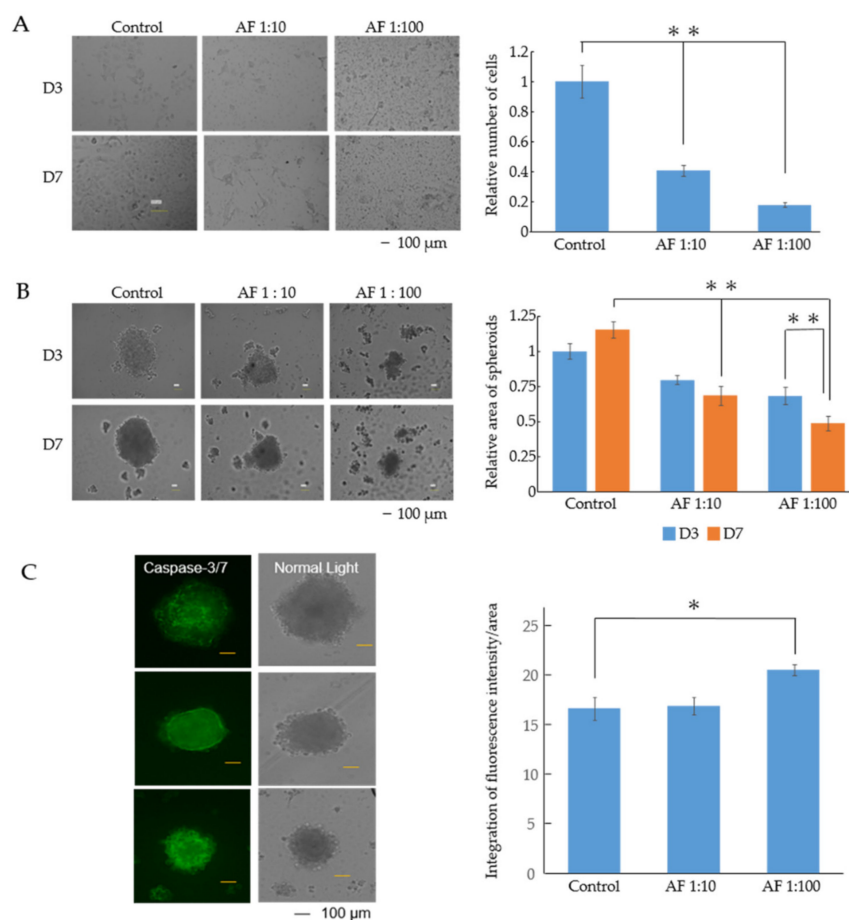 A
Control AF 1:10 AF 1:100
D3
D7
– 100 µm
Relative number of cells
1.2
1
0.8
0.6
0.4
0.2
0
* *
Control AF 1:10 AF 1:100
B
Control AF 1 : 10 AF 1 : 100
D3
D7
– 100 µm
Relative area of spheroids
1.25
1
0.75
0.5
0.25
0
* *
* *
Control AF 1:10 AF 1:100
D3 D7
C
Caspase-3/7 Normal Light
— 100 µm
Integration of fluorescence intensity/area
25
20
15
10
5
0
*
Control AF 1:10 AF 1:100